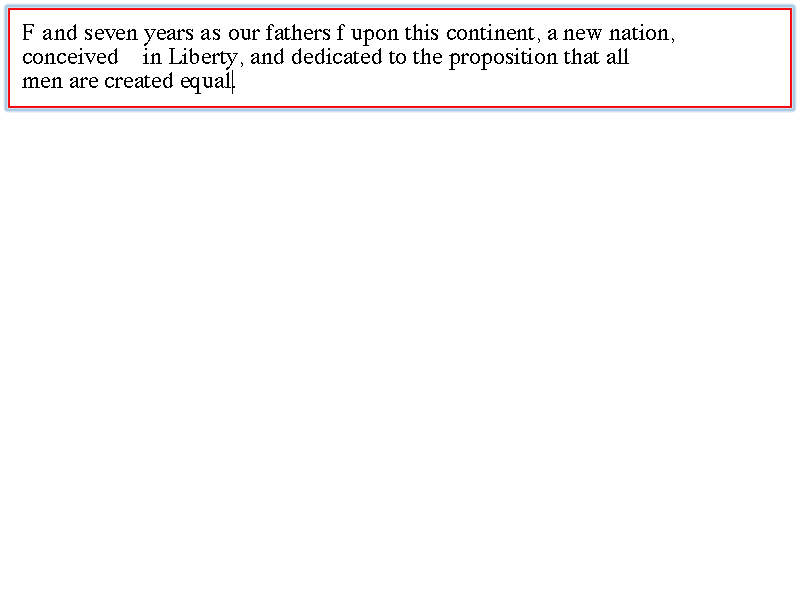 F and seven years as our fathers f upon this continent, a new nation,
conceived    in Liberty, and dedicated to the proposition that all
men are created equal.